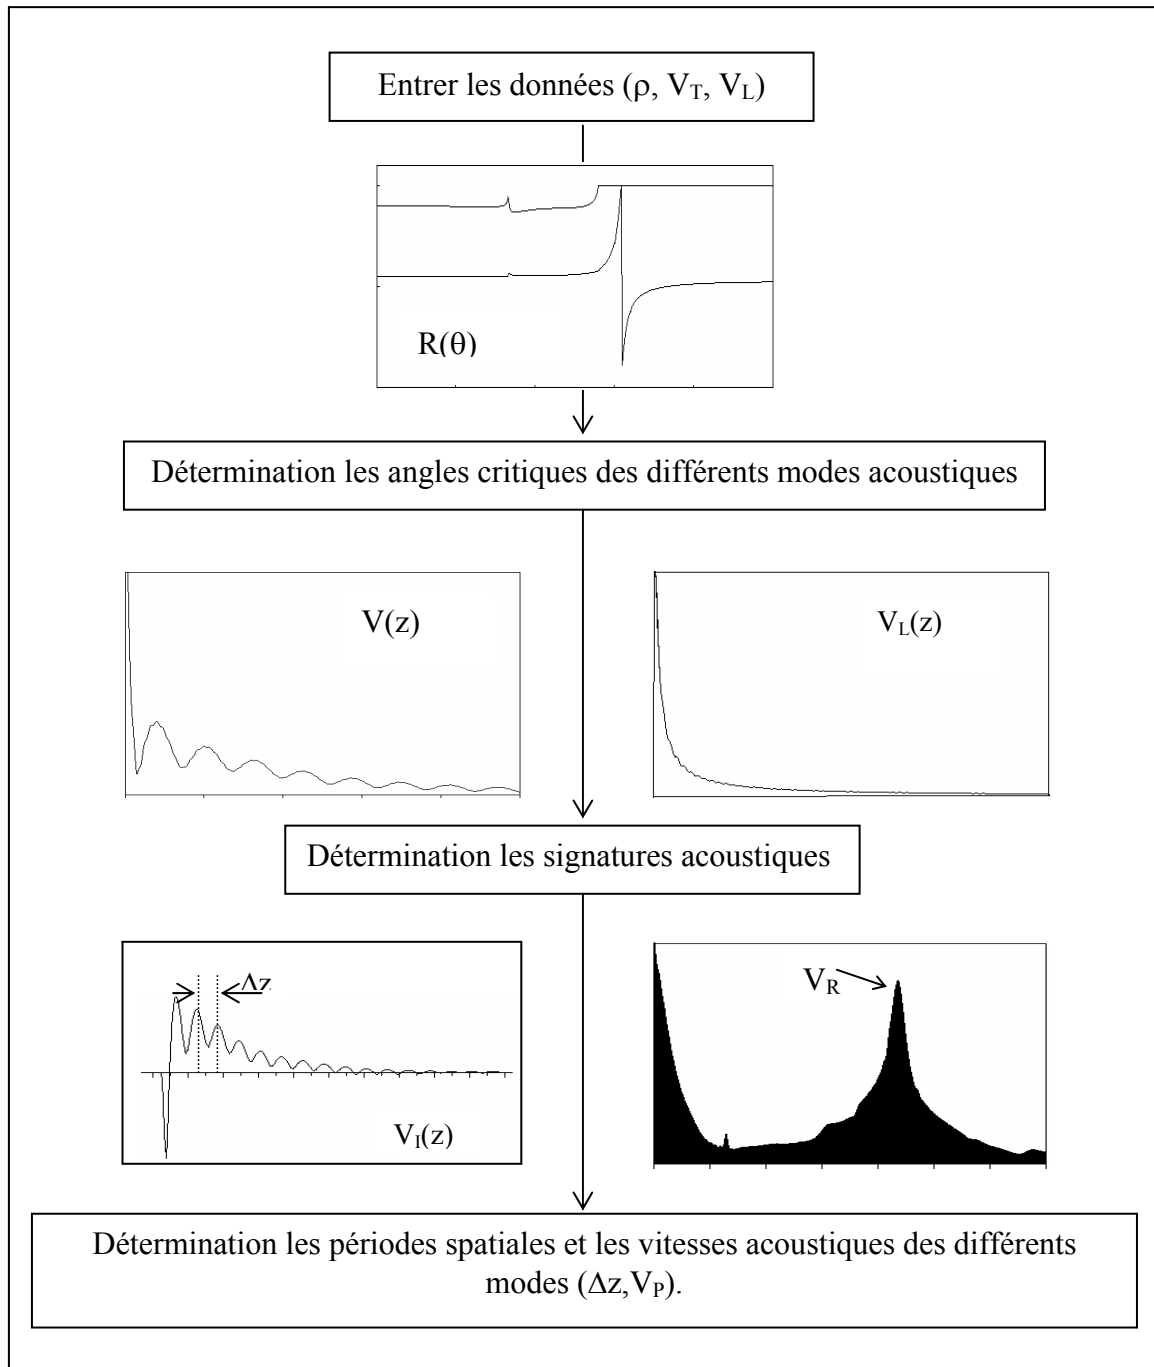 Entrer les données (ρ, V_T, V_L)
R(θ)
Détermination les angles critiques des différents modes acoustiques
V(z)
V_L(z)
Détermination les signatures acoustiques
Δz
V_R
V_I(z)
Détermination les périodes spatiales et les vitesses acoustiques des différents
modes (Δz,V_P).